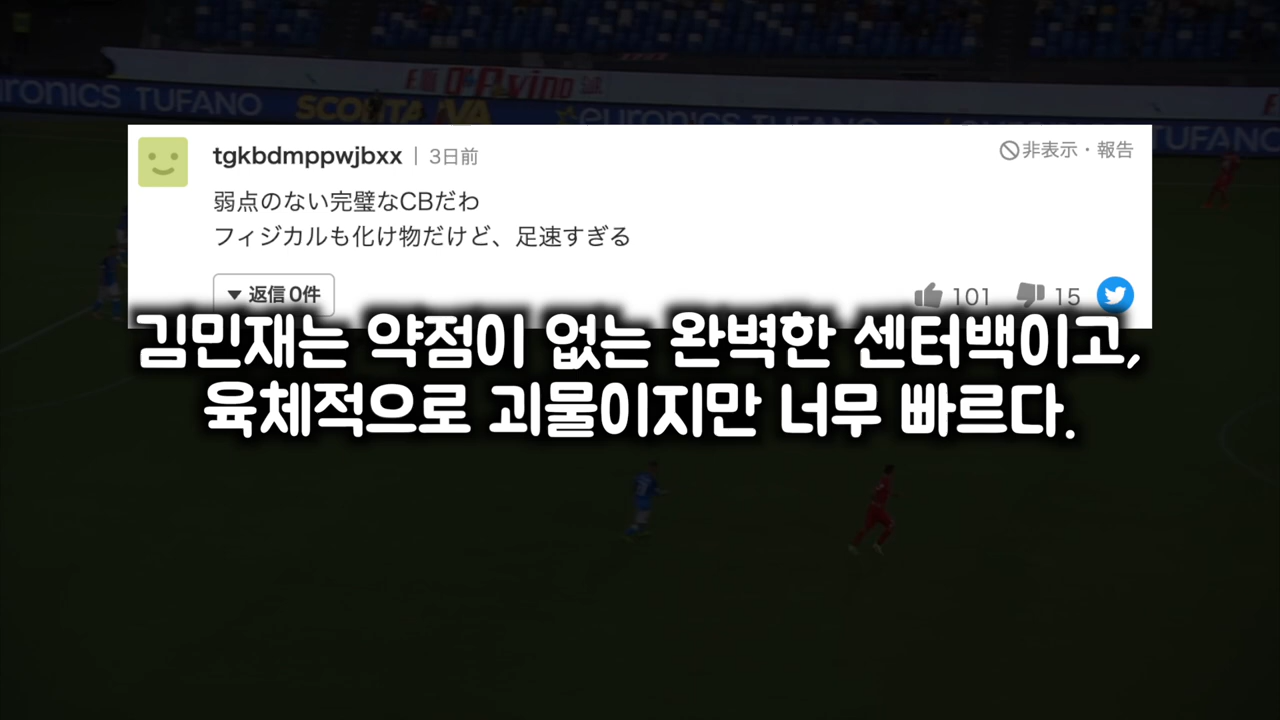 euronics TUFANO
tgkbdmppwjbxx | 3日前
非表示・報告
弱点のない完璧なCBだわ
フィジカルも化け物だけど、足速すぎる
返信0件
101
15
김민재는 약점이 없는 완벽한 센터백이고,
육체적으로 괴물이지만 너무 빠르다.